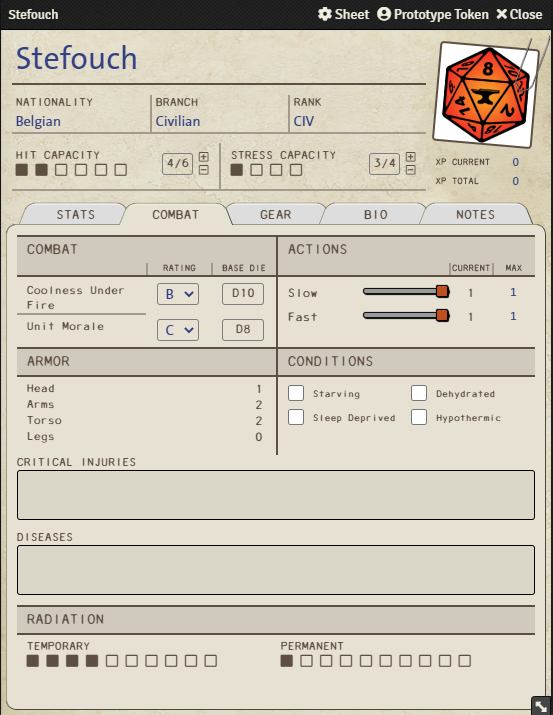 Stefouch
Sheet
Prototype Token
Close
Stefouch
NATIONALITY
BRANCH
RANK
Belgian
Civilian
CIV
HIT CAPACITY
4/6
STRESS CAPACITY
3/4
8
XP CURRENT 0
XP TOTAL 0
STATS
COMBAT
GEAR
BIO
NOTES
COMBAT
RATING
BASE DIE
Coolness Under
Fire
B
D10
Unit Morale
C
D8
ACTIONS
CURRENT
MAX
Slow
1
1
Fast
1
1
ARMOR
Head 1
Arms 2
Torso 2
Legs 0
CONDITIONS
Starving
Dehydrated
Sleep Deprived
Hypothermic
CRITICAL INJURIES
DISEASES
RADIATION
TEMPORARY
PERMANENT